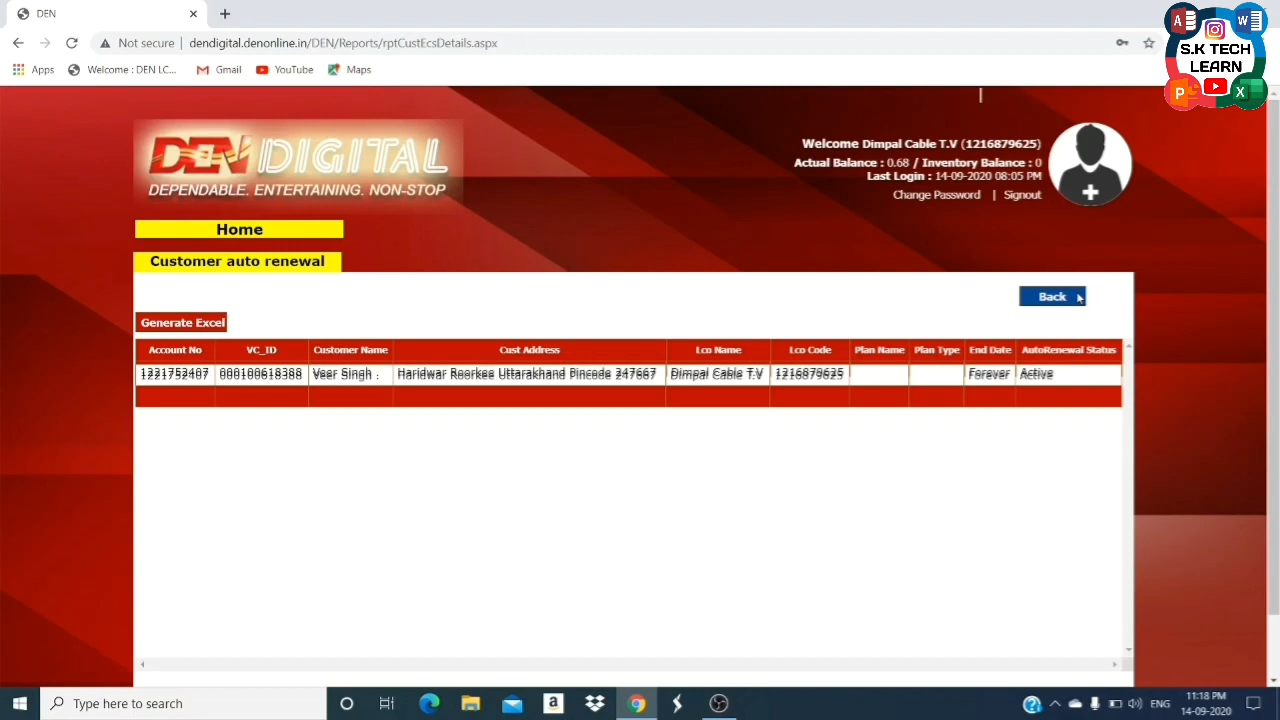 DEN
Not secure | dendigital.denonline.in/DEN/Reports/rptCustEcsDetails.aspx
Apps Welcome : DEN LC... Gmail YouTube Maps
A W
S.K TECH
LEARN
P X
DEN DIGITAL
DEPENDABLE. ENTERTAINING. NON-STOP
Welcome Dimpal Cable T.V (1216879625)
Actual Balance : 0.68 / Inventory Balance : 0
Last Login : 14-09-2020 08:05 PM
Change Password | Signout
Home
Customer auto renewal
Back
Generate Excel
Account No VC_ID Customer Name Cust Address Lco Name Lco Code Plan Name Plan Type End Date AutoRenewal Status
1221752407 000100618388 Veer Singh . Haridwar Roorkee Uttarakhand Pincode 247667 Dimpal Cable T.V 1216879625 Forever Active
Type here to search
a
ENG
11:18 PM
14-09-2020